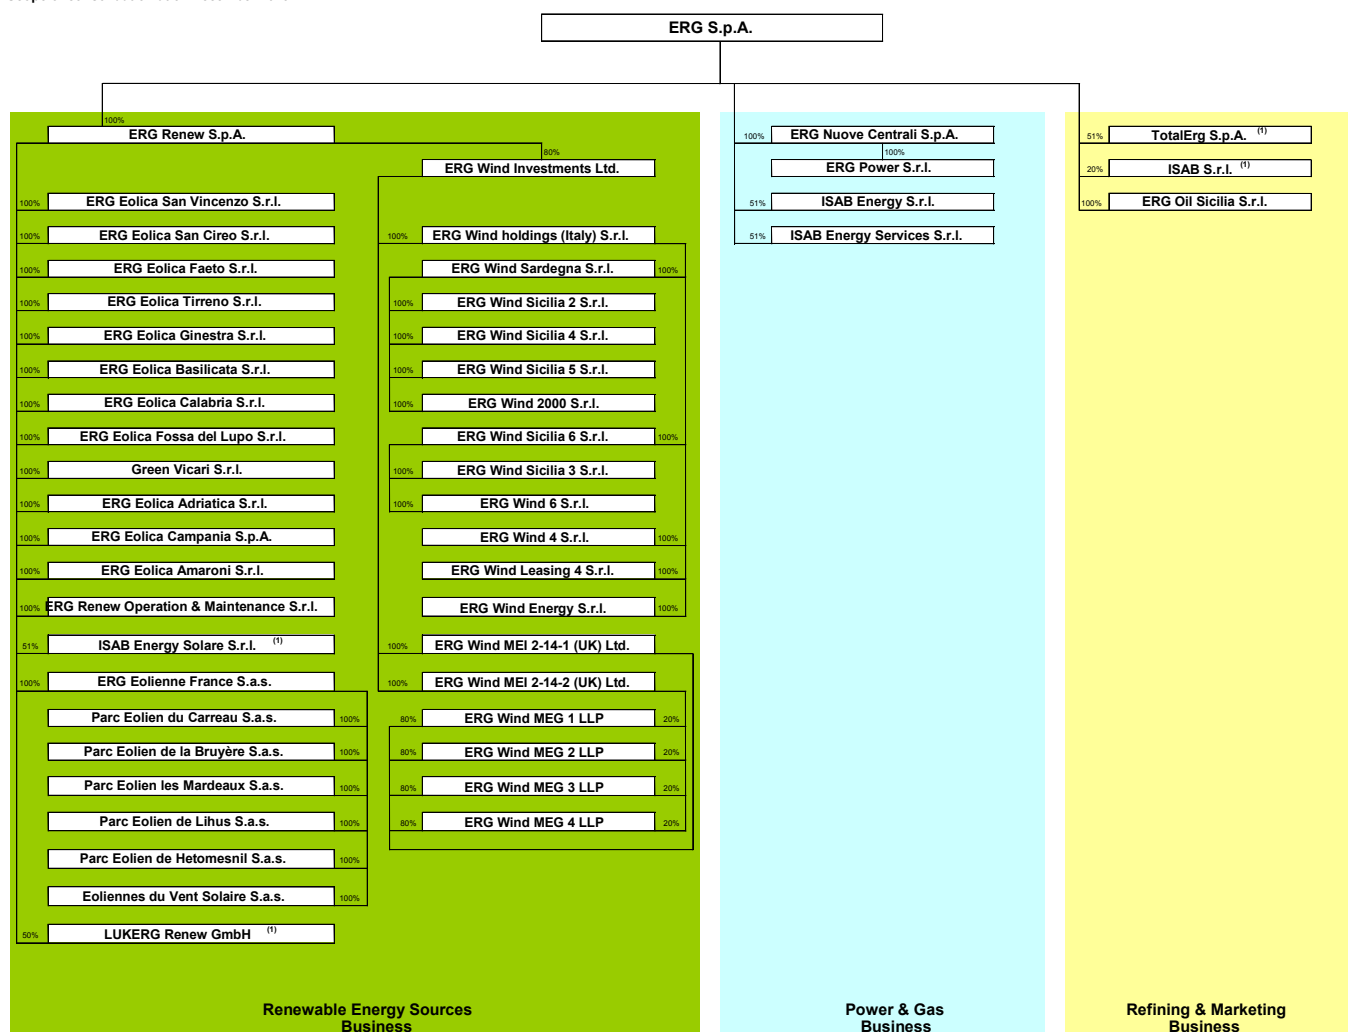 ERG S.p.A.
100%
ERG Renew S.p.A.
80%
ERG Wind Investments Ltd.
100% ERG Eolica San Vincenzo S.r.l.
100% ERG Eolica San Cireo S.r.l.
100% ERG Eolica Faeto S.r.l.
100% ERG Eolica Tirreno S.r.l.
100% ERG Eolica Ginestra S.r.l.
100% ERG Eolica Basilicata S.r.l.
100% ERG Eolica Calabria S.r.l.
100% ERG Eolica Fossa del Lupo S.r.l.
100% Green Vicari S.r.l.
100% ERG Eolica Adriatica S.r.l.
100% ERG Eolica Campania S.p.A.
100% ERG Eolica Amaroni S.r.l.
100% ERG Renew Operation & Maintenance S.r.l.
51% ISAB Energy Solare S.r.l. (1)
100% ERG Eolienne France S.a.s.
Parc Eolien du Carreau S.a.s. 100%
Parc Eolien de la Bruyère S.a.s. 100%
Parc Eolien les Mardeaux S.a.s. 100%
Parc Eolien de Lihus S.a.s. 100%
Parc Eolien de Hetomesnil S.a.s. 100%
Eoliennes du Vent Solaire S.a.s. 100%
50% LUKERG Renew GmbH (1)
100% ERG Wind holdings (Italy) S.r.l.
ERG Wind Sardegna S.r.l. 100%
100% ERG Wind Sicilia 2 S.r.l.
100% ERG Wind Sicilia 4 S.r.l.
100% ERG Wind Sicilia 5 S.r.l.
100% ERG Wind 2000 S.r.l.
ERG Wind Sicilia 6 S.r.l. 100%
100% ERG Wind Sicilia 3 S.r.l.
100% ERG Wind 6 S.r.l.
ERG Wind 4 S.r.l. 100%
ERG Wind Leasing 4 S.r.l. 100%
ERG Wind Energy S.r.l. 100%
100% ERG Wind MEI 2-14-1 (UK) Ltd.
100% ERG Wind MEI 2-14-2 (UK) Ltd.
80% ERG Wind MEG 1 LLP 20%
80% ERG Wind MEG 2 LLP 20%
80% ERG Wind MEG 3 LLP 20%
80% ERG Wind MEG 4 LLP 20%
Renewable Energy Sources
Business
100% ERG Nuove Centrali S.p.A.
100%
ERG Power S.r.l.
51% ISAB Energy S.r.l.
51% ISAB Energy Services S.r.l.
Power & Gas
Business
51% TotalErg S.p.A. (1)
20% ISAB S.r.l. (1)
100% ERG Oil Sicilia S.r.l.
Refining & Marketing
Business